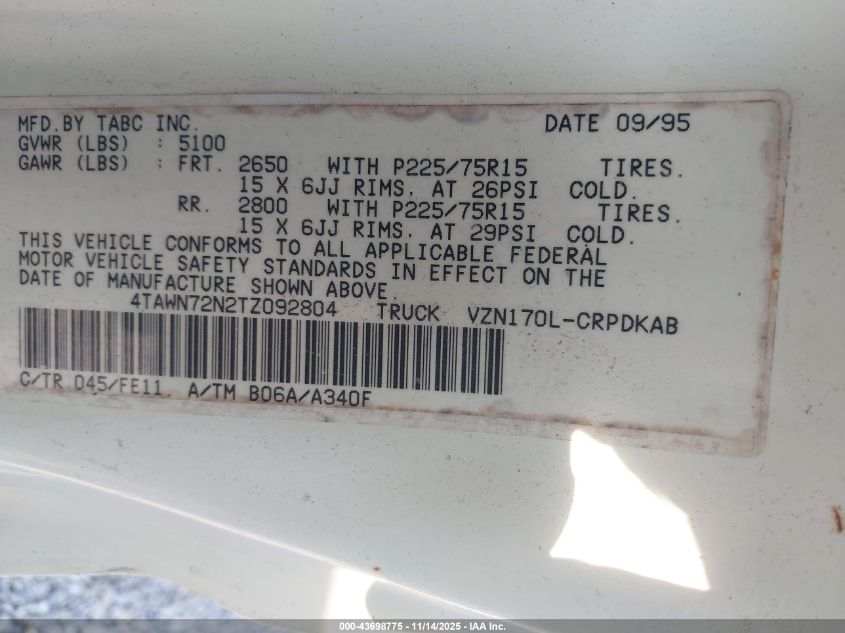 MFD.BY TABC INC. DATE 09/95
GVWR (LBS) : 5100
GAWR (LBS) : FRT. 2650 WITH P225/75R15 TIRES.
15 X 6JJ RIMS. AT 26PSI COLD.
RR. 2800 WITH P225/75R15 TIRES.
15 X 6JJ RIMS. AT 29PSI COLD.
THIS VEHICLE CONFORMS TO ALL APPLICABLE FEDERAL
MOTOR VEHICLE SAFETY STANDARDS IN EFFECT ON THE
DATE OF MANUFACTURE SHOWN ABOVE.
4TAWN72N2TZ092804 TRUCK VZN170L-CRPDKAB
C/TR 045/FE11. A/TM B06A/A340F
000-43698775 - 11/14/2025 - IAA Inc.